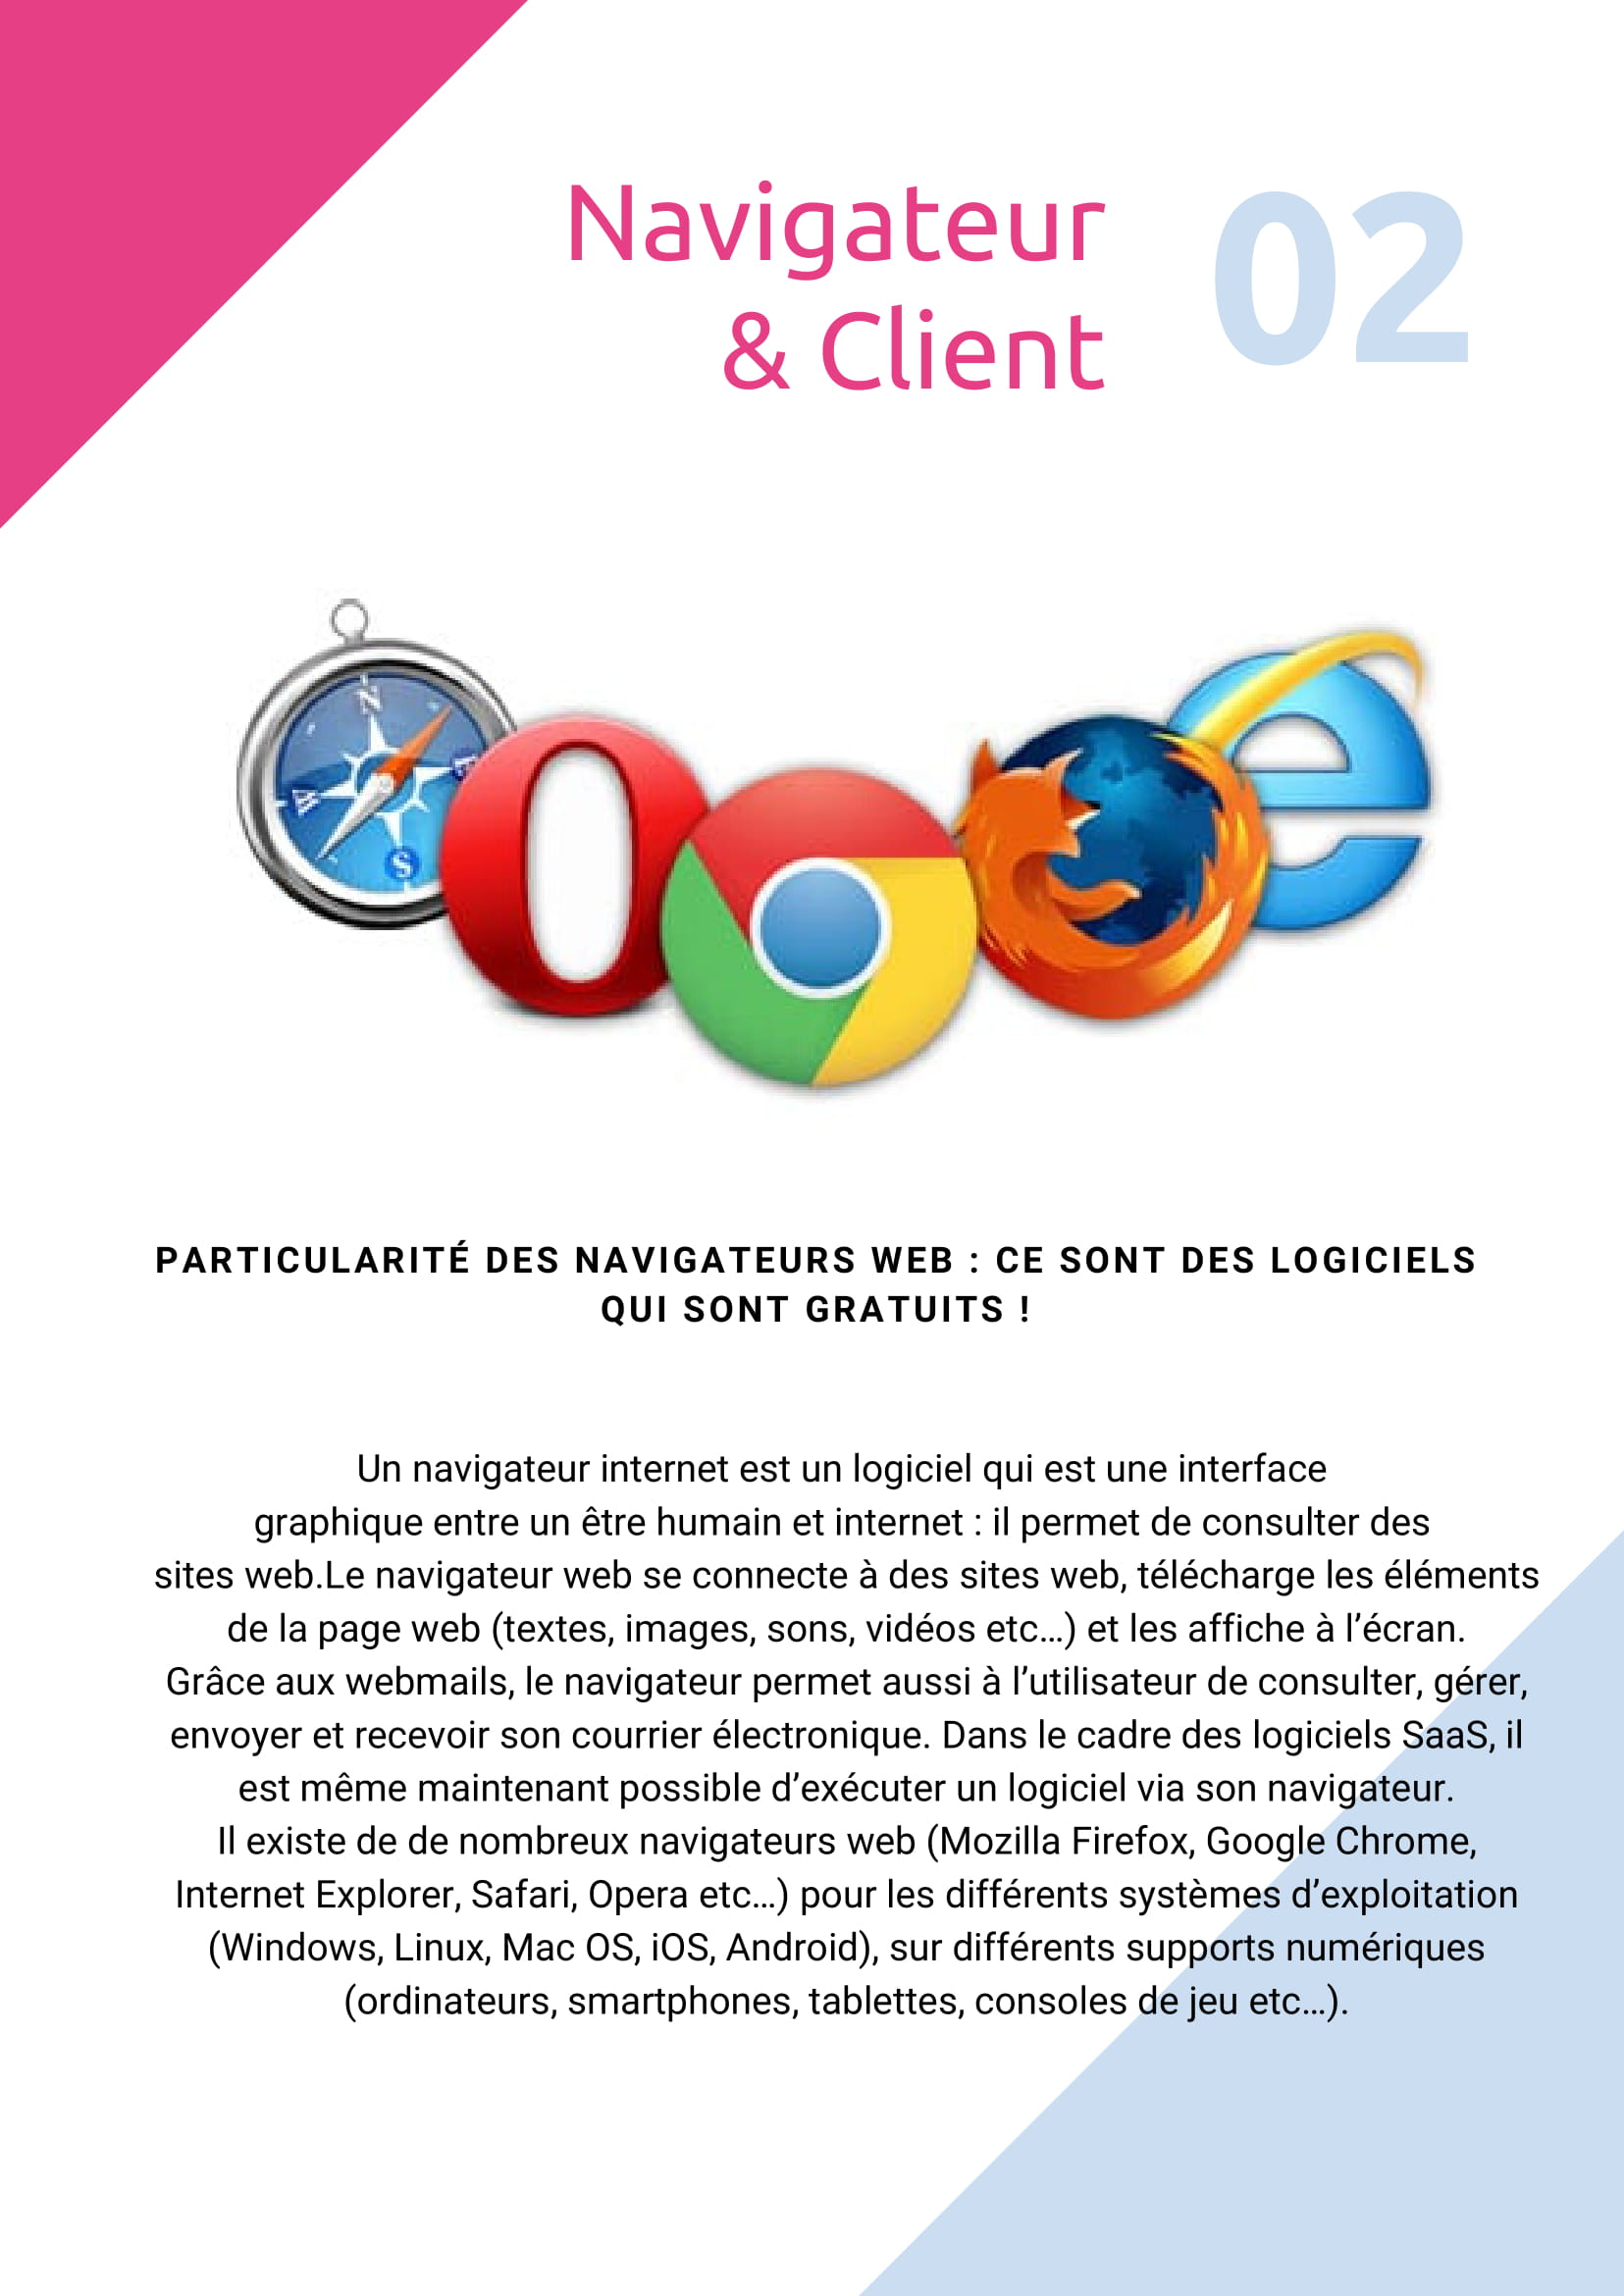 Navigateur
& Client
02
N
E
W
S
PARTICULARITÉ DES NAVIGATEURS WEB : CE SONT DES LOGICIELS
QUI SONT GRATUITS !
Un navigateur internet est un logiciel qui est une interface
graphique entre un être humain et internet : il permet de consulter des
sites web.Le navigateur web se connecte à des sites web, télécharge les éléments
de la page web (textes, images, sons, vidéos etc…) et les affiche à l’écran.
Grâce aux webmails, le navigateur permet aussi à l’utilisateur de consulter, gérer,
envoyer et recevoir son courrier électronique. Dans le cadre des logiciels SaaS, il
est même maintenant possible d’exécuter un logiciel via son navigateur.
Il existe de de nombreux navigateurs web (Mozilla Firefox, Google Chrome,
Internet Explorer, Safari, Opera etc…) pour les différents systèmes d’exploitation
(Windows, Linux, Mac OS, iOS, Android), sur différents supports numériques
(ordinateurs, smartphones, tablettes, consoles de jeu etc…).